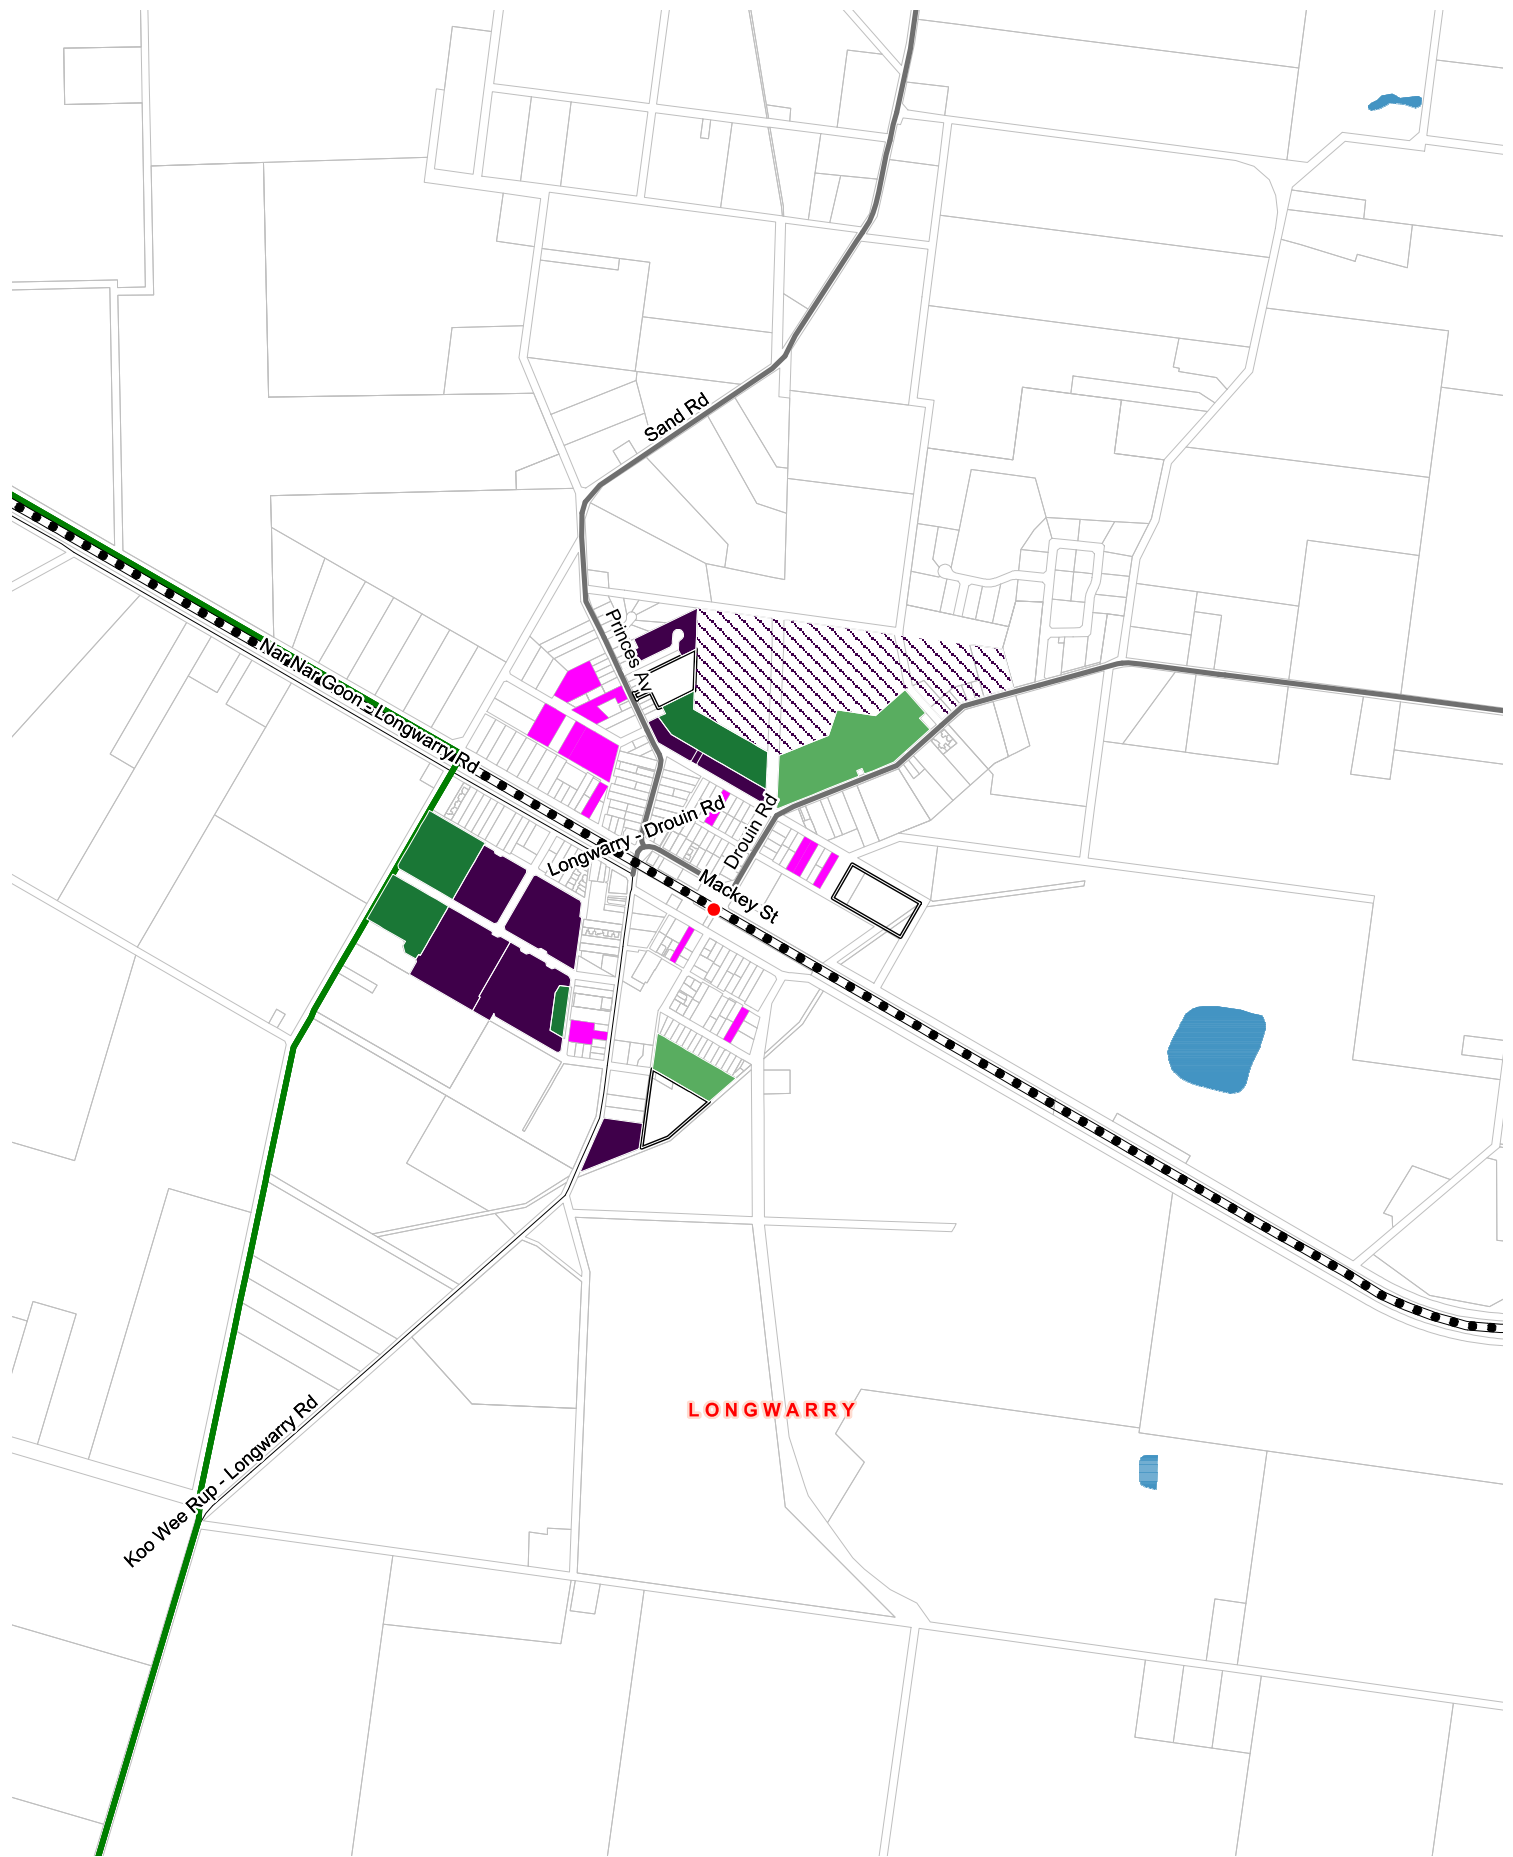 Sand Rd
Princes Av
Nar Nar Goon - Longwarry Rd
Longwarry - Drouin Rd
Drouin Rd
Mackey St
LONGWARRY
Koo Wee Rup - Longwarry Rd